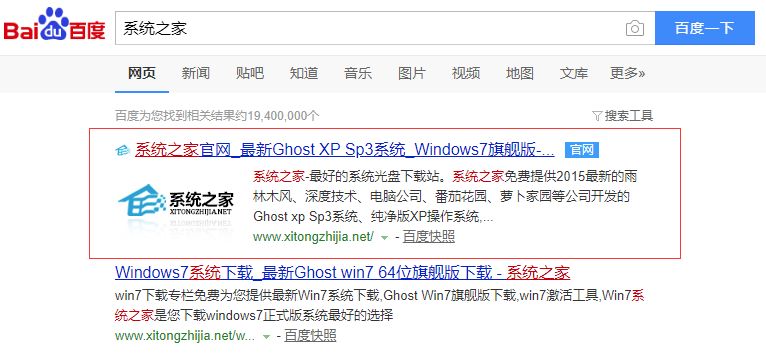 Bai du 百度 系统之家 百度一下
网页 新闻 贴吧 知道 音乐 图片 视频 地图 文库 更多»
百度为您找到相关结果约19,400,000个 搜索工具
系统之家官网_最新Ghost XP Sp3系统_Windows7旗舰版-... 官网
系统之家-最好的系统光盘下载站。系统之家免费提供2015最新的雨
林木风、深度技术、电脑公司、番茄花园、萝卜家园等公司开发的
Ghost xp Sp3系统、纯净版XP操作系统,...
系统之家
XITONGZHIJIA.NET
www.xitongzhijia.net/ - 百度快照
Windows7系统下载_最新Ghost win7 64位旗舰版下载 - 系统之家
win7下载专栏免费为您提供最新Win7系统下载,Ghost Win7旗舰版下载,win7激活工具,Win7系
统之家是您下载windows7正式版系统最好的选择
www.xitongzhijia.net/w... - 百度快照